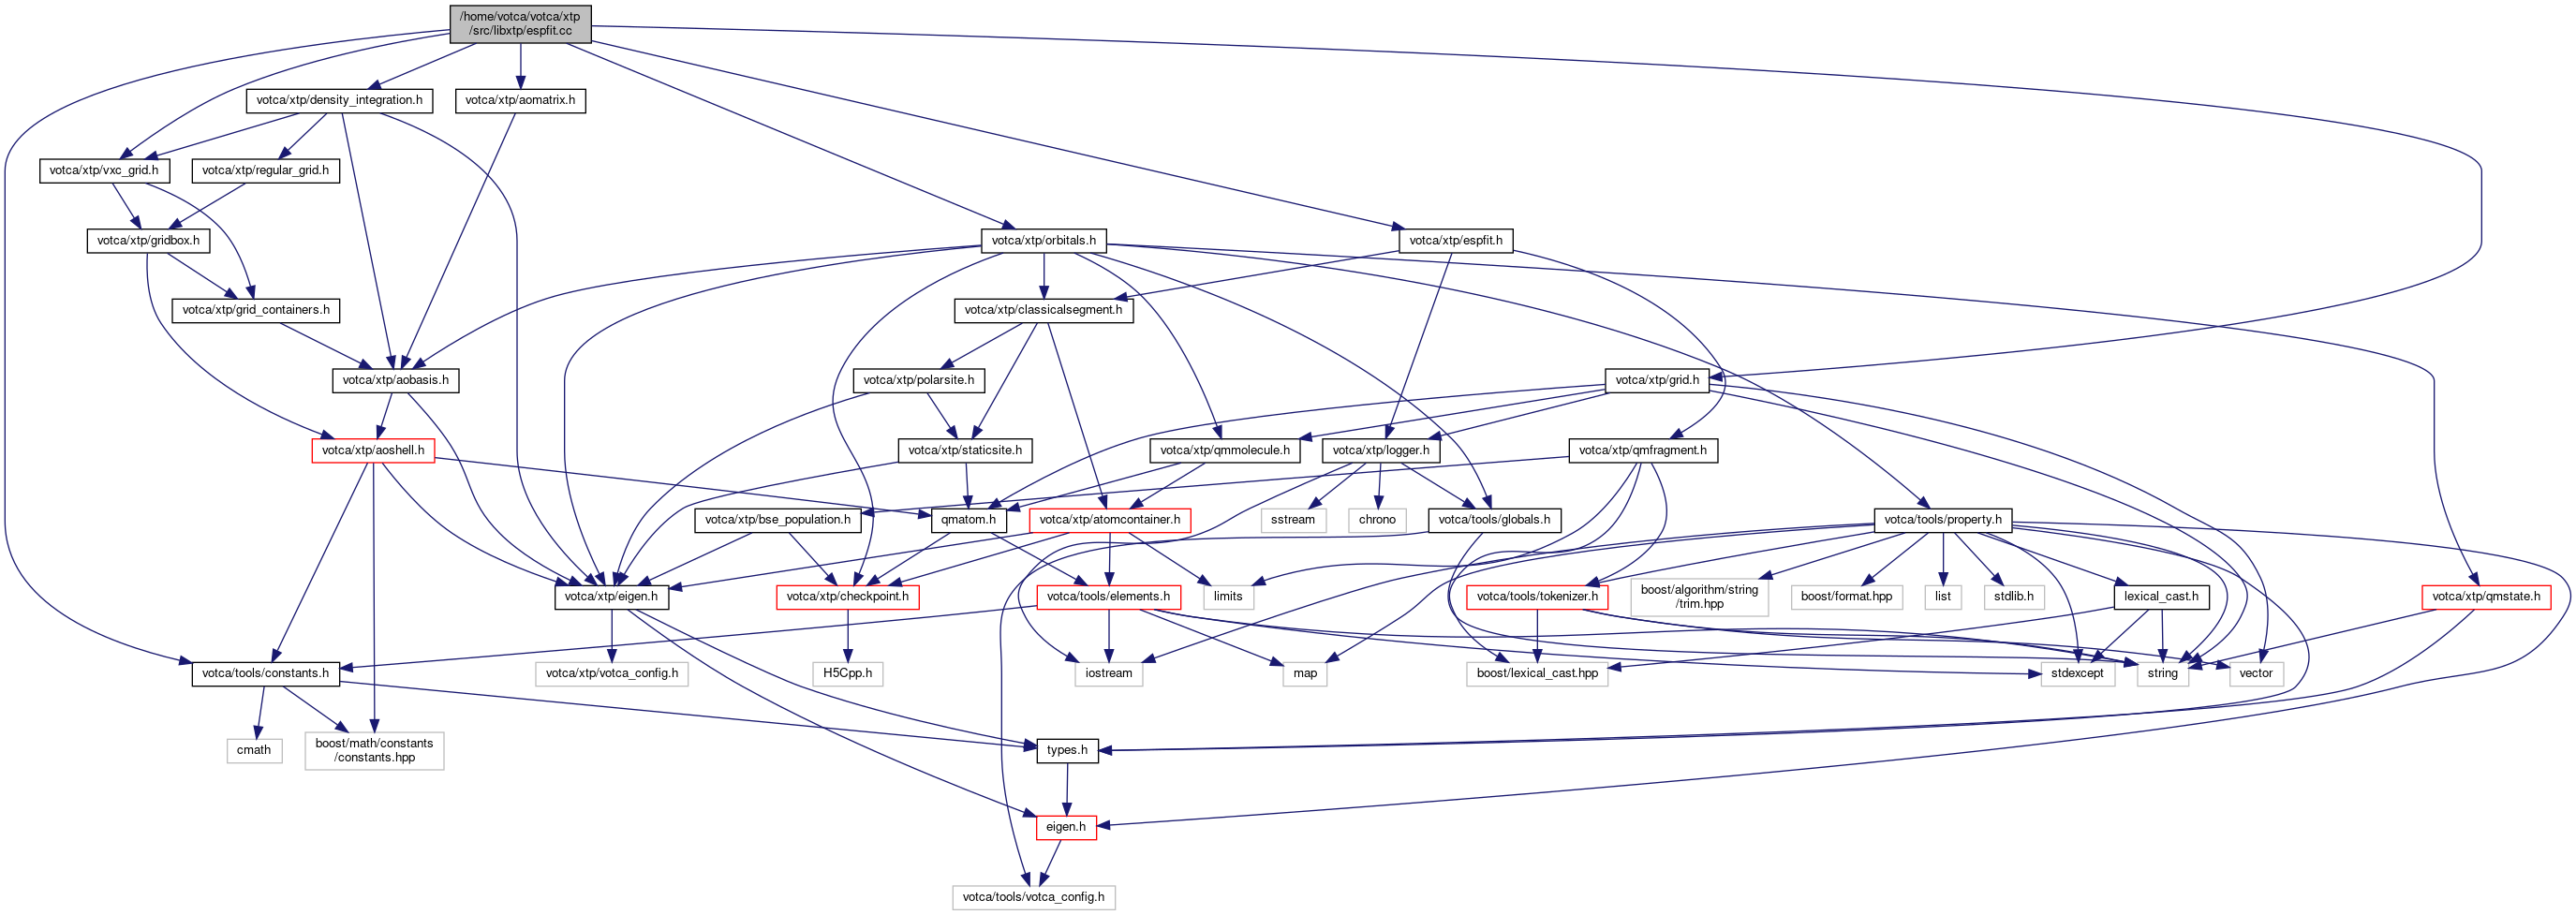 /home/votca/votca/xtp
/src/libxtp/espfit.cc
votca/xtp/density_integration.h
votca/xtp/aomatrix.h
votca/xtp/vxc_grid.h
votca/xtp/regular_grid.h
votca/xtp/gridbox.h
votca/xtp/orbitals.h
votca/xtp/espfit.h
votca/xtp/grid_containers.h
votca/xtp/classicalsegment.h
votca/xtp/aobasis.h
votca/xtp/polarsite.h
votca/xtp/grid.h
votca/xtp/aoshell.h
votca/xtp/staticsite.h
votca/xtp/qmmolecule.h
votca/xtp/logger.h
votca/xtp/qmfragment.h
votca/xtp/bse_population.h
qmatom.h
votca/xtp/atomcontainer.h
sstream
chrono
votca/tools/globals.h
votca/tools/property.h
votca/xtp/eigen.h
votca/xtp/checkpoint.h
votca/tools/elements.h
limits
votca/tools/tokenizer.h
boost/algorithm/string
/trim.hpp
boost/format.hpp
list
stdlib.h
lexical_cast.h
votca/xtp/qmstate.h
votca/tools/constants.h
votca/xtp/votca_config.h
H5Cpp.h
iostream
map
boost/lexical_cast.hpp
stdexcept
string
vector
cmath
boost/math/constants
/constants.hpp
types.h
eigen.h
votca/tools/votca_config.h